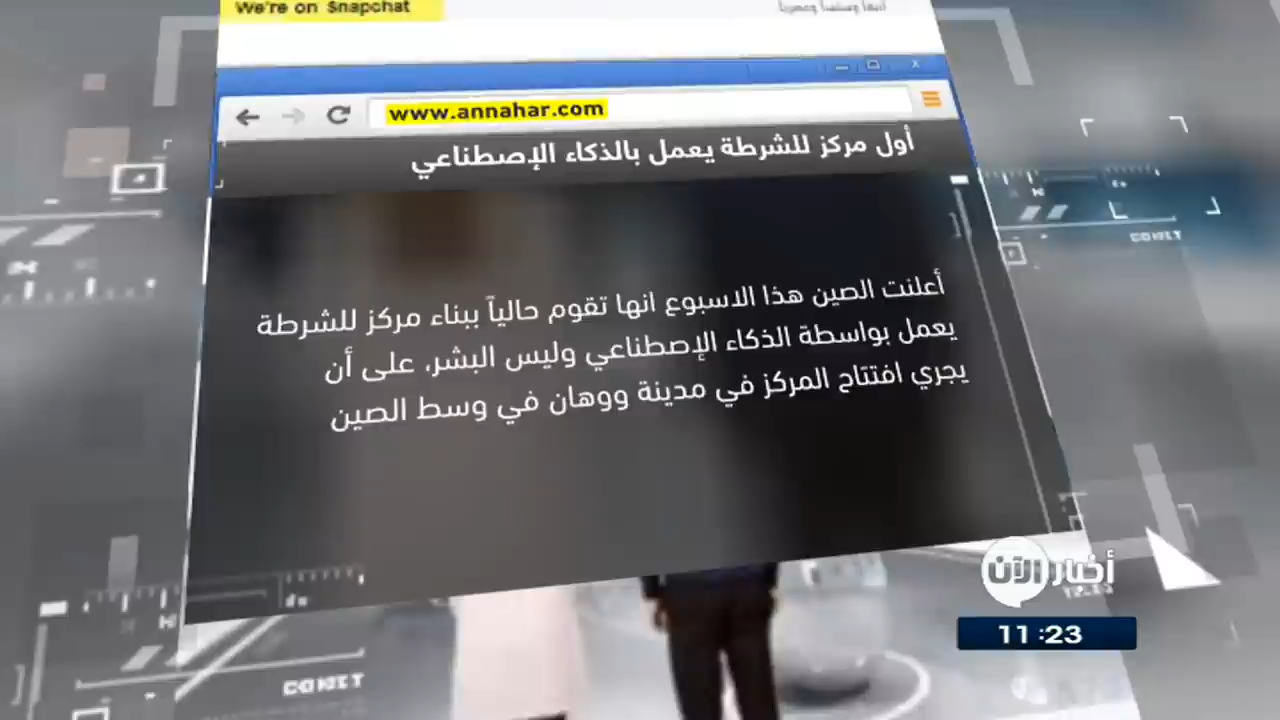 We're on Snapchat
www.annahar.com
أول مركز للشرطة يعمل بالذكاء الإصطناعي
أعلنت الصين هذا الاسبوع انها تقوم حالياً ببناء مركز للشرطة
يعمل بواسطة الذكاء الإصطناعي وليس البشر، على أن
يجري افتتاح المركز في مدينة ووهان في وسط الصين
COMET
أخبار الآن
11:23
COMET